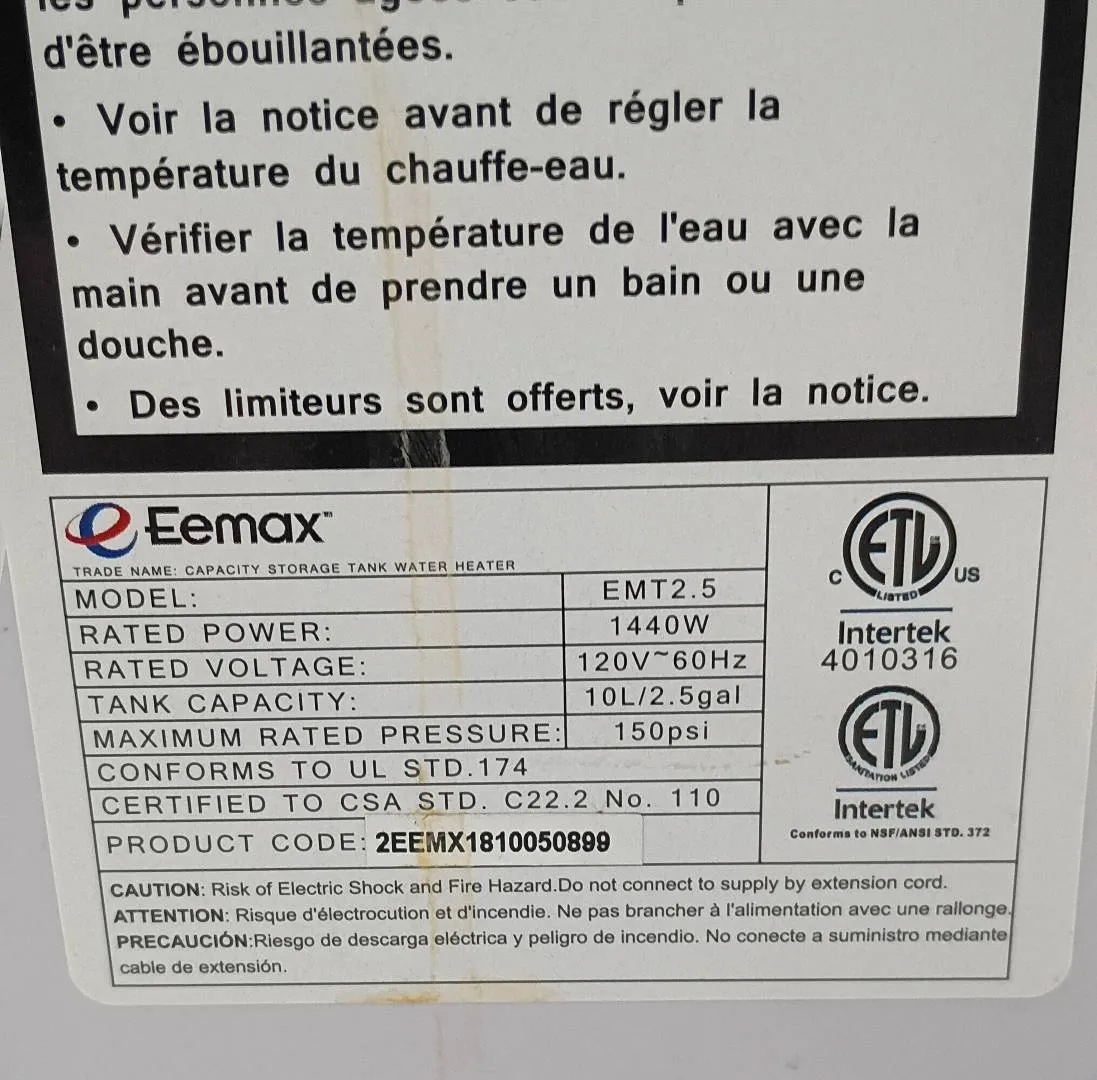 d'être ébouillantées.
• Voir la notice avant de régler la
température du chauffe-eau.
• Vérifier la température de l'eau avec la
main avant de prendre un bain ou une
douche.
• Des limiteurs sont offerts, voir la notice.
Eemax™
TRADE NAME: CAPACITY STORAGE TANK WATER HEATER
MODEL: EMT2.5
RATED POWER: 1440W
RATED VOLTAGE: 120V~60Hz
TANK CAPACITY: 10L/2.5gal
MAXIMUM RATED PRESSURE: 150psi
CONFORMS TO UL STD.174
CERTIFIED TO CSA STD. C22.2 No. 110
PRODUCT CODE: 2EEMX1810050899
C ETL US
LISTED
Intertek
4010316
ETL
SANITATION LISTED
Intertek
Conforms to NSF/ANSI STD. 372
CAUTION: Risk of Electric Shock and Fire Hazard.Do not connect to supply by extension cord.
ATTENTION: Risque d'électrocution et d'incendie. Ne pas brancher à l'alimentation avec une rallonge.
PRECAUCIÓN:Riesgo de descarga eléctrica y peligro de incendio. No conecte a suministro mediante
cable de extensión.